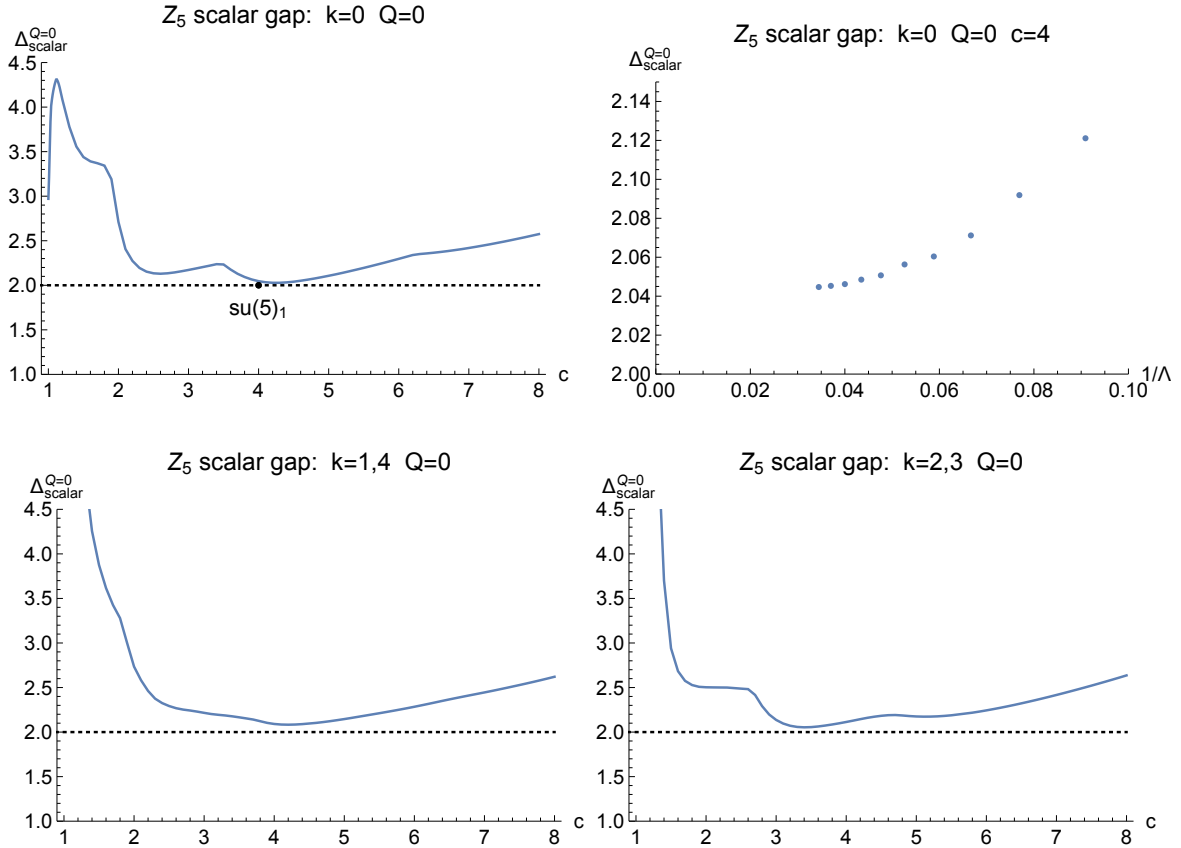 Z₅ scalar gap: k=0 Q=0
Δ^{Q=0}_{scalar}
4.5
4.0
3.5
3.0
2.5
2.0
1.5
1.0
su(5)₁
1 2 3 4 5 6 7 8 c
Z₅ scalar gap: k=0 Q=0 c=4
Δ^{Q=0}_{scalar}
2.14
2.12
2.10
2.08
2.06
2.04
2.02
2.00
0.00 0.02 0.04 0.06 0.08 0.10 1/Λ
Z₅ scalar gap: k=1,4 Q=0
Δ^{Q=0}_{scalar}
4.5
4.0
3.5
3.0
2.5
2.0
1.5
1.0
1 2 3 4 5 6 7 8 c
Z₅ scalar gap: k=2,3 Q=0
Δ^{Q=0}_{scalar}
4.5
4.0
3.5
3.0
2.5
2.0
1.5
1.0
1 2 3 4 5 6 7 8 c